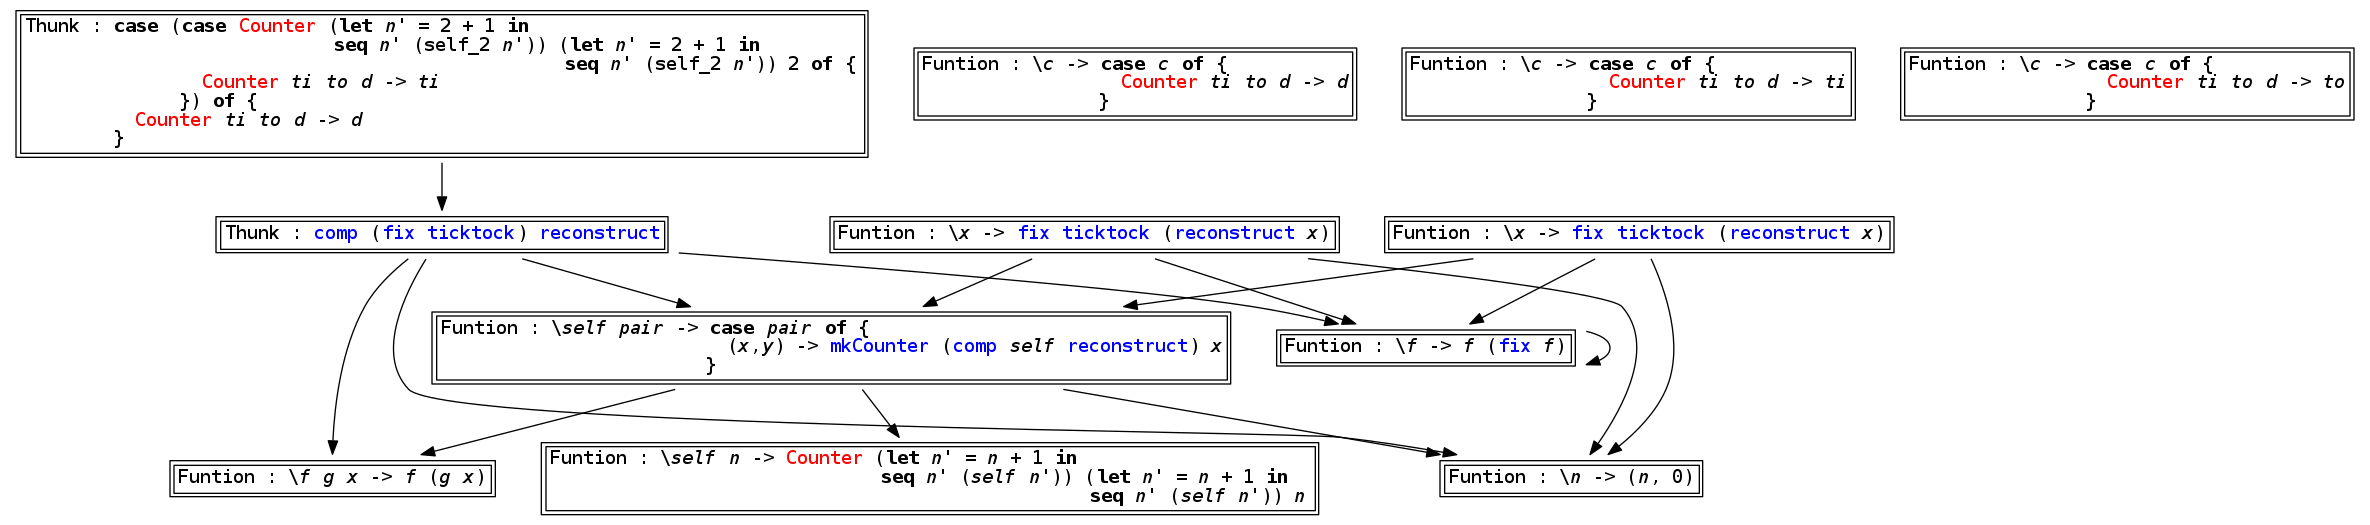 Thunk : case (case Counter (let n' = 2 + 1 in
seq n' (self_2 n')) (let n' = 2 + 1 in
seq n' (self_2 n')) 2 of {
Counter ti to d -> ti
}) of {
Counter ti to d -> d
}
Funtion : \c -> case c of {
Counter ti to d -> d
}
Funtion : \c -> case c of {
Counter ti to d -> ti
}
Funtion : \c -> case c of {
Counter ti to d -> to
}
Thunk : comp (fix ticktock) reconstruct
Funtion : \x -> fix ticktock (reconstruct x)
Funtion : \x -> fix ticktock (reconstruct x)
Funtion : \self pair -> case pair of {
(x,y) -> mkCounter (comp self reconstruct) x
}
Funtion : \f -> f (fix f)
Funtion : \f g x -> f (g x)
Funtion : \self n -> Counter (let n' = n + 1 in
seq n' (self n')) (let n' = n + 1 in
seq n' (self n')) n
Funtion : \n -> (n, 0)